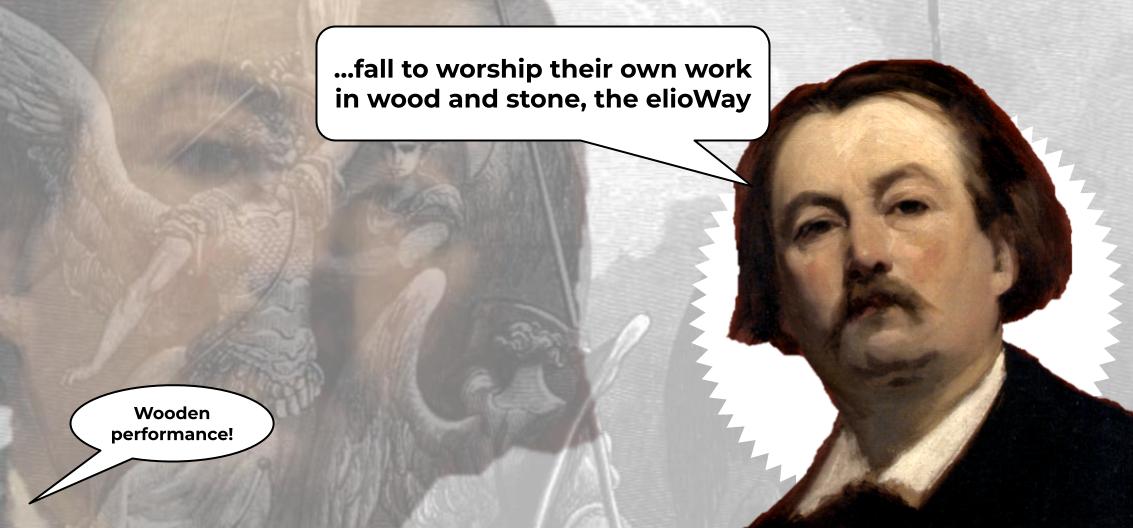 ...fall to worship their own work
in wood and stone, the elioWay
Wooden
performance!